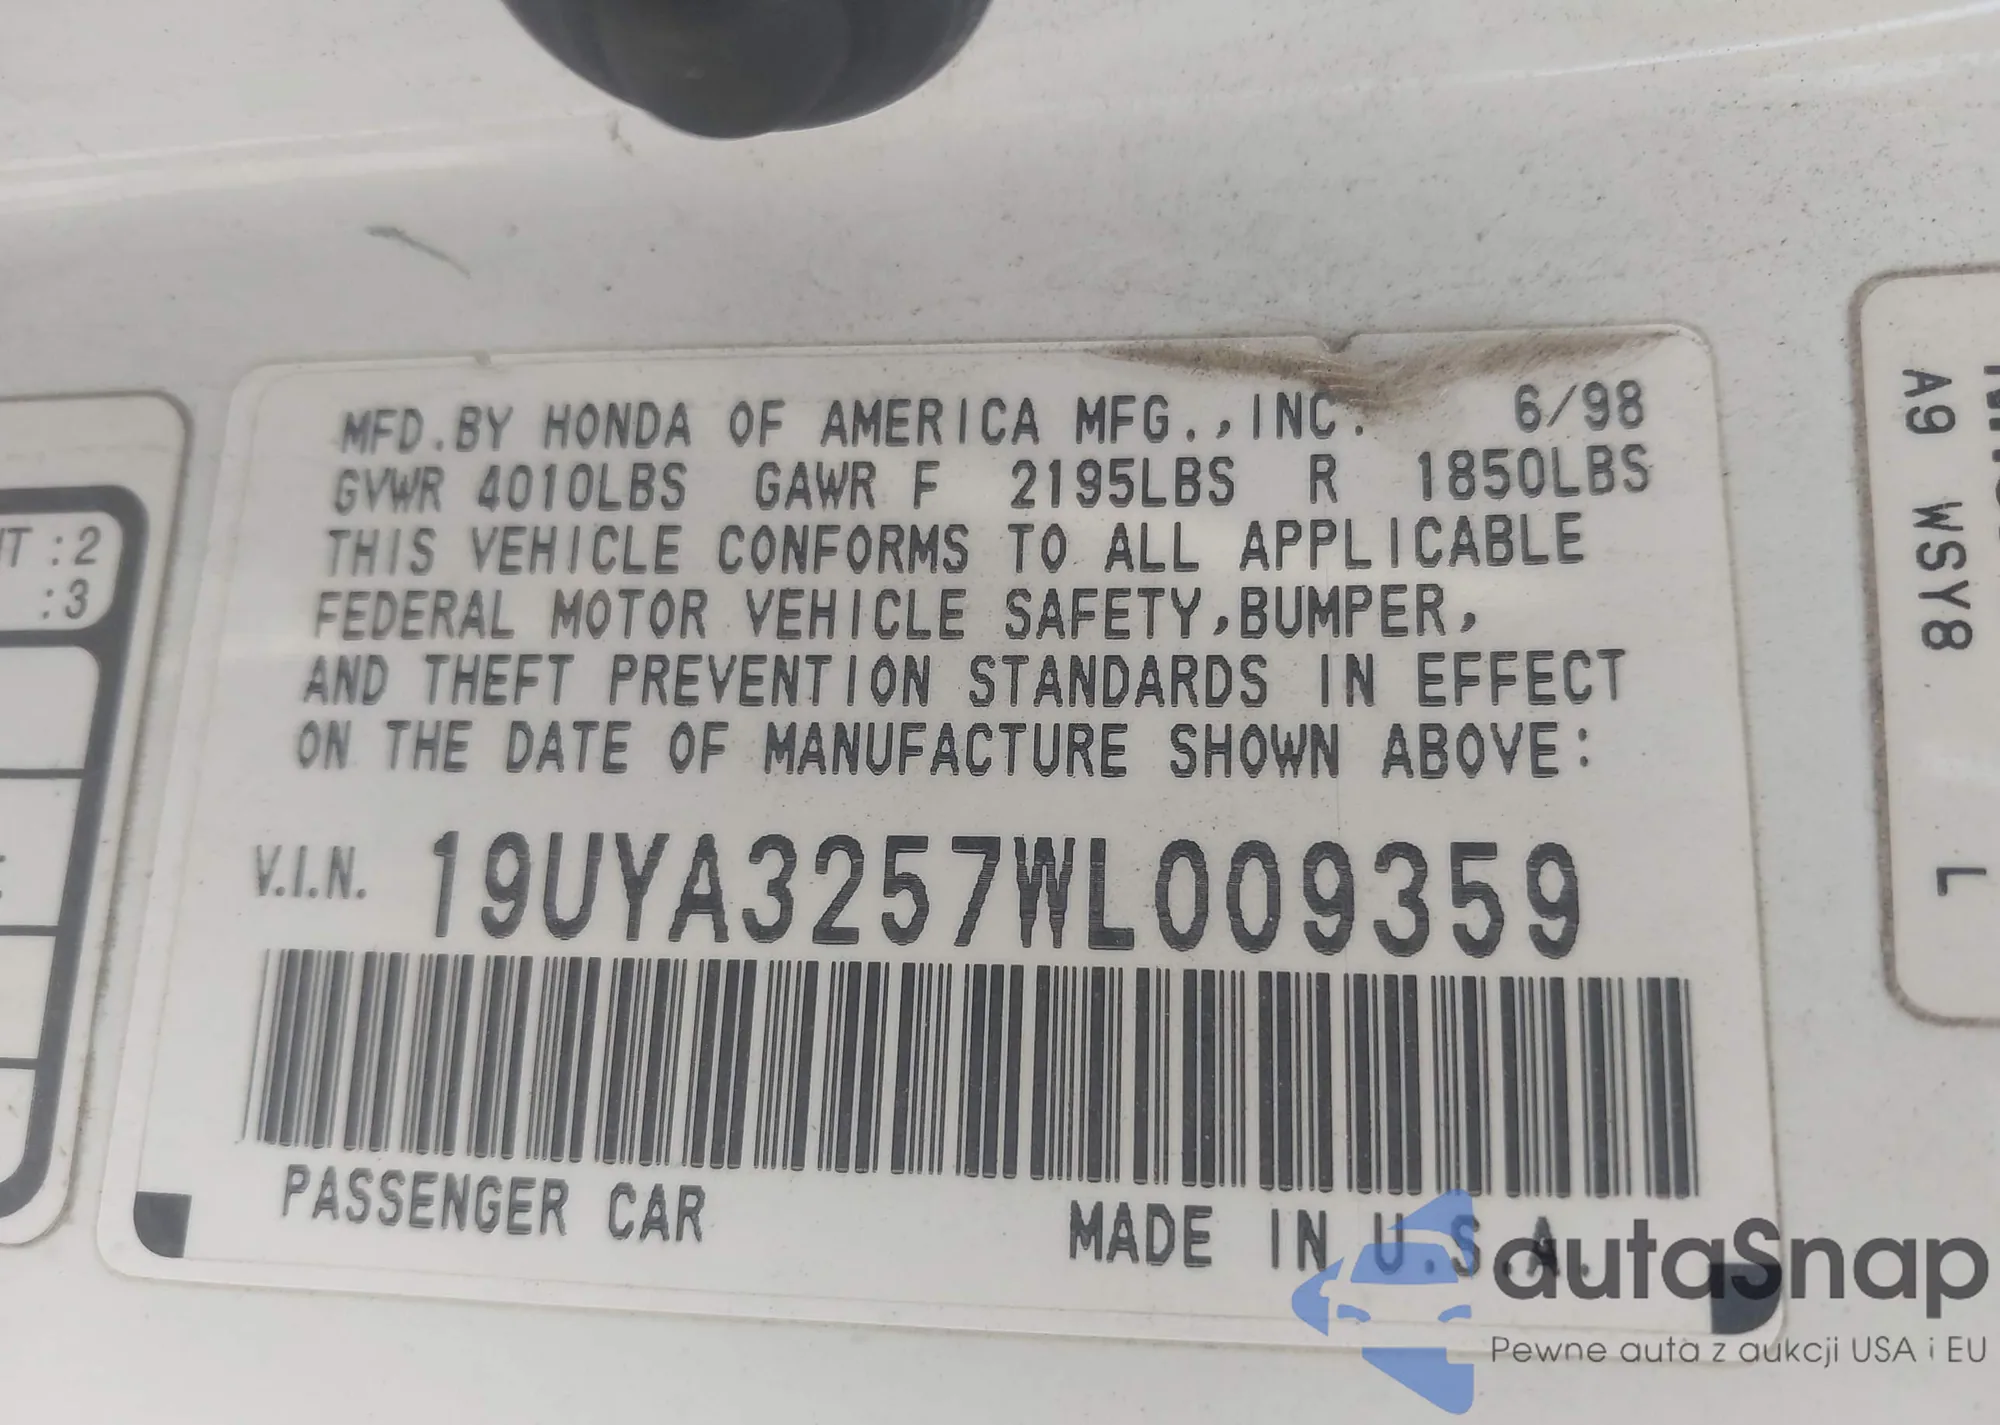 MFD.BY HONDA OF AMERICA MFG.,INC. 6/98
GVWR 4010LBS GAWR F 2195LBS R 1850LBS
THIS VEHICLE CONFORMS TO ALL APPLICABLE
FEDERAL MOTOR VEHICLE SAFETY,BUMPER,
AND THEFT PREVENTION STANDARDS IN EFFECT
ON THE DATE OF MANUFACTURE SHOWN ABOVE:
V.I.N. 19UYA3257WL009359
PASSENGER CAR MADE IN U.S.A.
:2
:3
A9 WSY8 L
autaSnap
Pewne auta z aukcji USA i EU